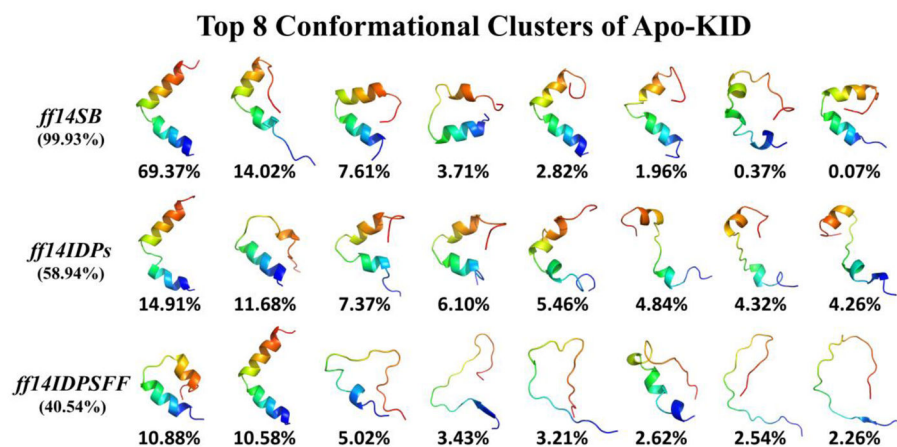 Top 8 Conformational Clusters of Apo-KID
ff14SB
(99.93%)
69.37% 14.02% 7.61% 3.71% 2.82% 1.96% 0.37% 0.07%
ff14IDPs
(58.94%)
14.91% 11.68% 7.37% 6.10% 5.46% 4.84% 4.32% 4.26%
ff14IDPSFF
(40.54%)
10.88% 10.58% 5.02% 3.43% 3.21% 2.62% 2.54% 2.26%